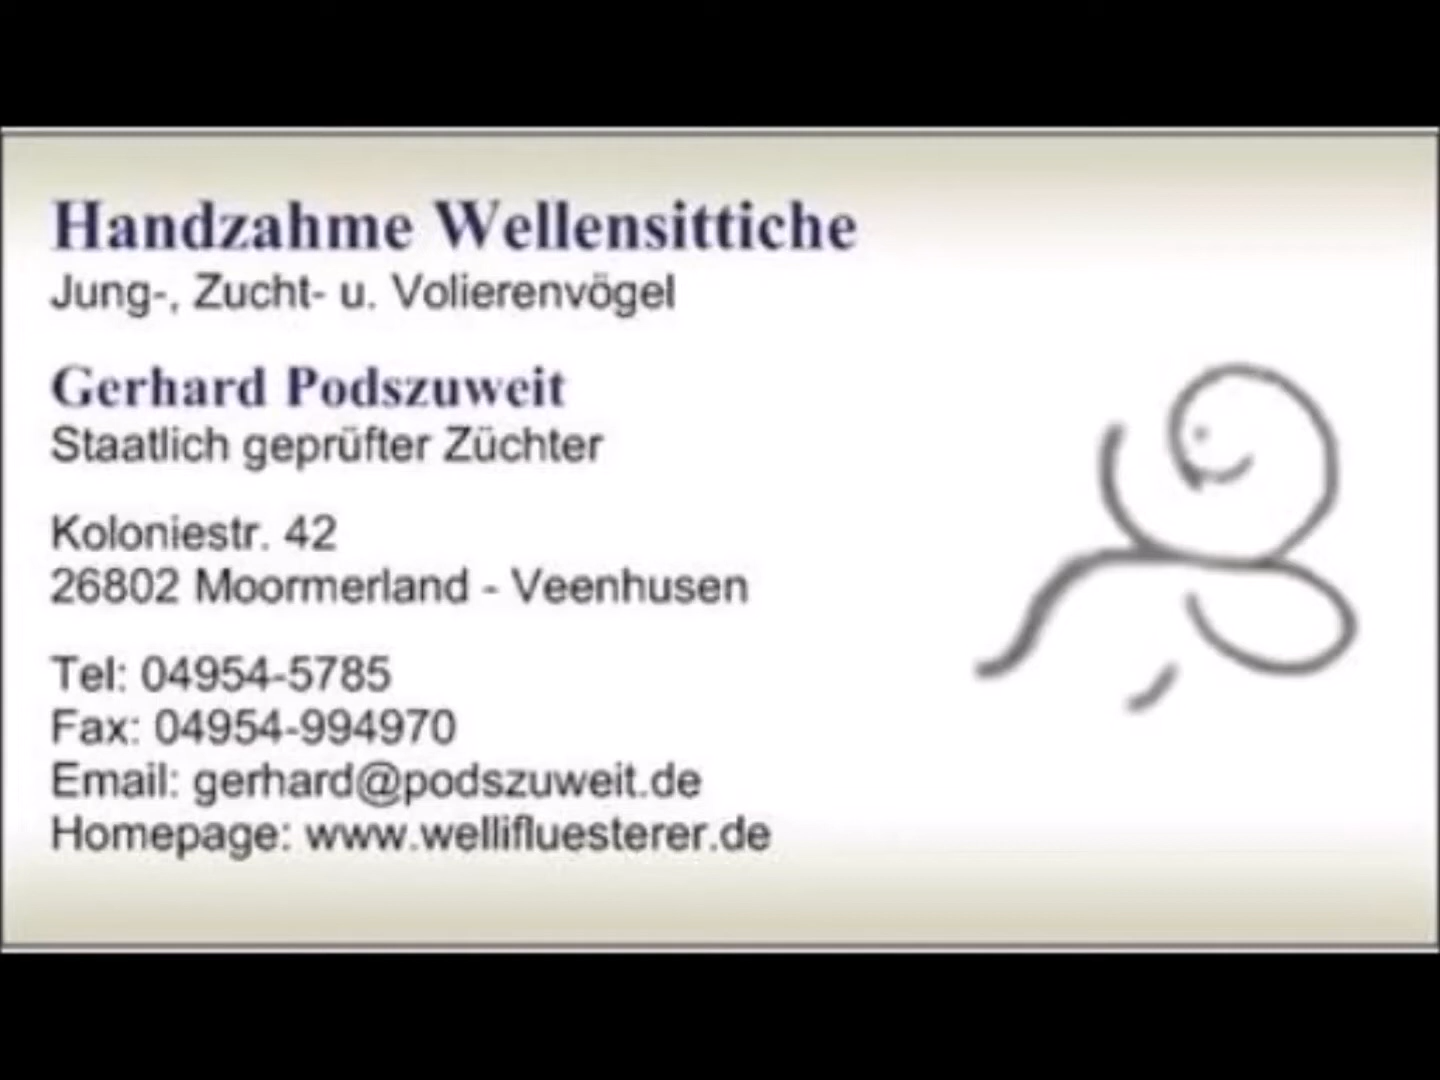 Handzahme Wellensittiche
Jung-, Zucht- u. Volierenvögel
Gerhard Podszuweit
Staatlich geprüfter Züchter
Koloniestr. 42
26802 Moormerland - Veenhusen
Tel: 04954-5785
Fax: 04954-994970
Email: gerhard@podszuweit.de
Homepage: www.wellifluesterer.de